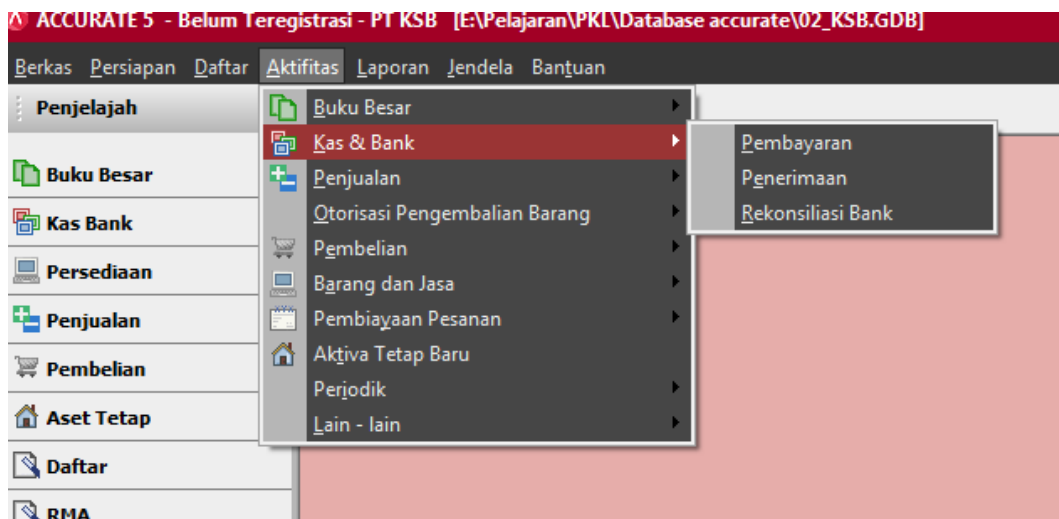 ACCURATE 5 - Belum Teregistrasi - PT KSB [E:\Pelajaran\PKL\Database accurate\02_KSB.GDB]
Berkas Persiapan Daftar Aktifitas Laporan Jendela Bantuan
Penjelajah
Buku Besar
Kas Bank
Persediaan
Penjualan
Pembelian
Aset Tetap
Daftar
RMA
Buku Besar
Kas & Bank
Penjualan
Otorisasi Pengembalian Barang
Pembelian
Barang dan Jasa
Pembiayaan Pesanan
Aktiva Tetap Baru
Periodik
Lain - lain
Pembayaran
Penerimaan
Rekonsiliasi Bank